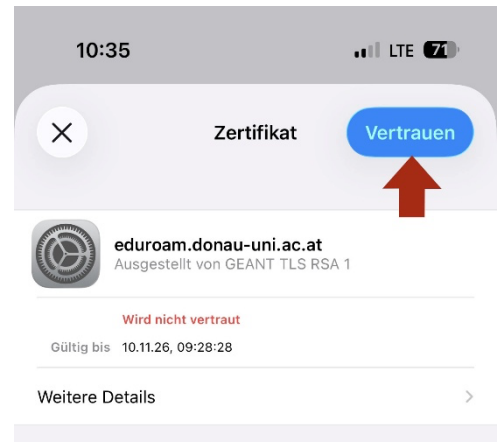 10:35
LTE 71
Zertifikat
Vertrauen
eduroam.donau-uni.ac.at
Ausgestellt von GEANT TLS RSA 1
Wird nicht vertraut
Gültig bis 10.11.26, 09:28:28
Weitere Details